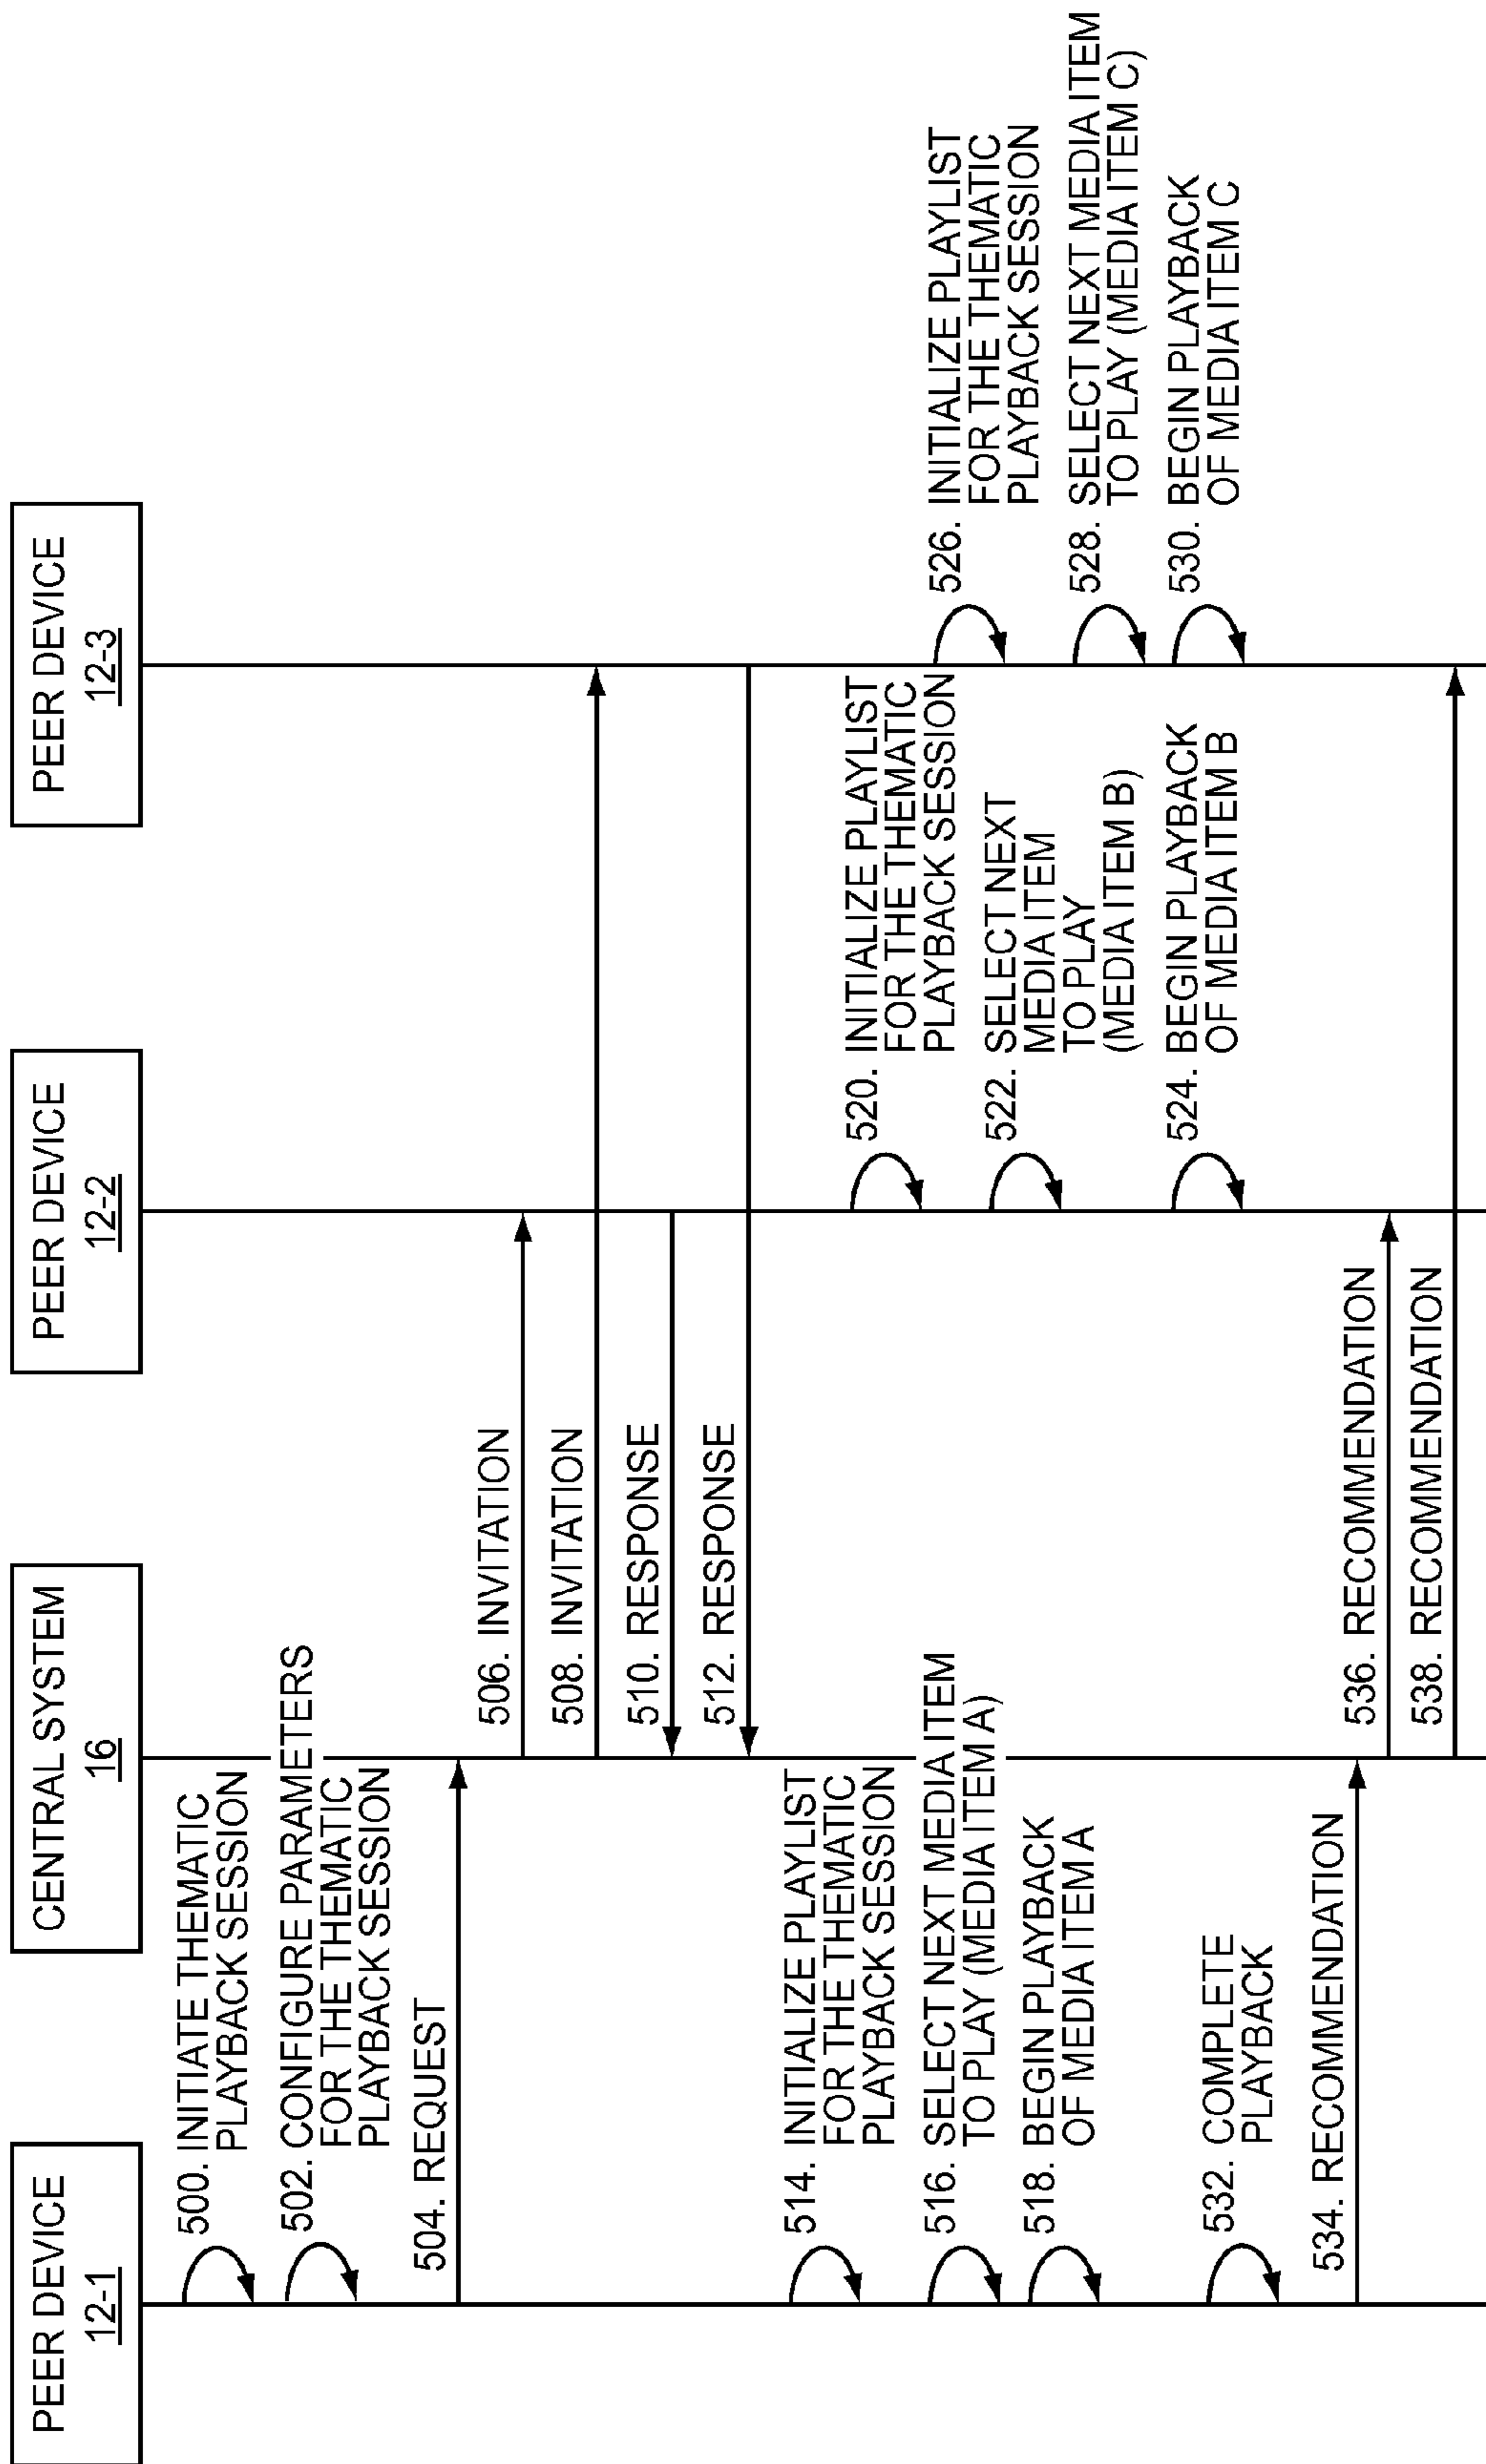 PEER DEVICE
12-1
CENTRAL SYSTEM
16
PEER DEVICE
12-2
PEER DEVICE
12-3
500. INITIATE THEMATIC
PLAYBACK SESSION
502. CONFIGURE PARAMETERS
FOR THE THEMATIC
PLAYBACK SESSION
504. REQUEST
506. INVITATION
508. INVITATION
510. RESPONSE
512. RESPONSE
514. INITIALIZE PLAYLIST
FOR THE THEMATIC
PLAYBACK SESSION
516. SELECT NEXT MEDIA ITEM
TO PLAY (MEDIA ITEM A)
518. BEGIN PLAYBACK
OF MEDIA ITEM A
520. INITIALIZE PLAYLIST
FOR THE THEMATIC
PLAYBACK SESSION
522. SELECT NEXT
MEDIA ITEM
TO PLAY
(MEDIA ITEM B)
524. BEGIN PLAYBACK
OF MEDIA ITEM B
526. INITIALIZE PLAYLIST
FOR THE THEMATIC
PLAYBACK SESSION
528. SELECT NEXT MEDIA ITEM
TO PLAY (MEDIA ITEM C)
530. BEGIN PLAYBACK
OF MEDIA ITEM C
532. COMPLETE
PLAYBACK
534. RECOMMENDATION
536. RECOMMENDATION
538. RECOMMENDATION